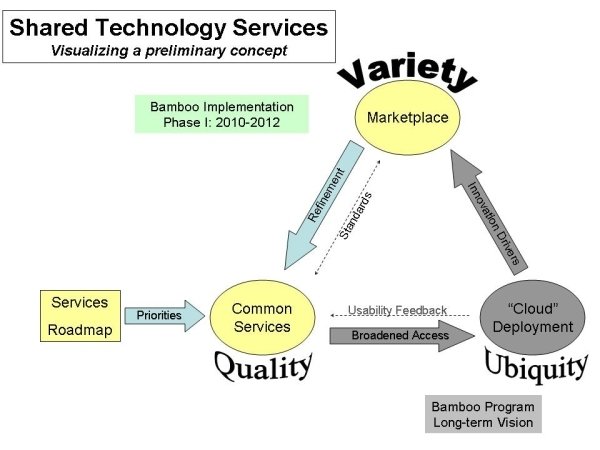 Shared Technology Services
Visualizing a preliminary concept
Variety
Bamboo Implementation
Phase I: 2010-2012
Marketplace
Refinement
Standards
Innovation Drivers
Services
Roadmap
Priorities
Common
Services
Usability Feedback
Broadened Access
"Cloud"
Deployment
Quality
Ubiquity
Bamboo Program
Long-term Vision